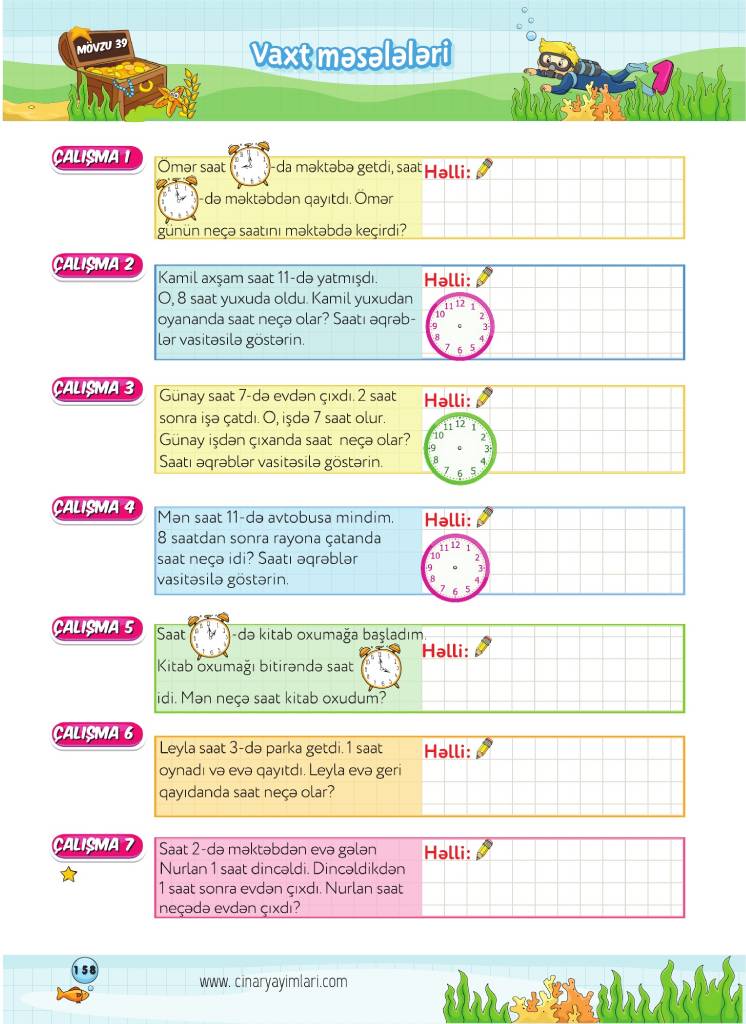 MÖVZU 39
Vaxt məsələləri
1
ÇALIŞMA 1
Ömər saat -da məktəbə getdi, saat
-də məktəbdən qayıtdı. Ömər
günün neçə saatını məktəbdə keçirdi?
Həlli:
ÇALIŞMA 2
Kamil axşam saat 11-də yatmışdı.
O, 8 saat yuxuda oldu. Kamil yuxudan
oyananda saat neçə olar? Saatı əqrəb-
lər vasitəsilə göstərin.
Həlli:
12 1 2 3 4 5 6 7 8 9 10 11
ÇALIŞMA 3
Günay saat 7-də evdən çıxdı. 2 saat
sonra işə çatdı. O, işdə 7 saat olur.
Günay işdən çıxanda saat neçə olar?
Saatı əqrəblər vasitəsilə göstərin.
Həlli:
12 1 2 3 4 5 6 7 8 9 10 11
ÇALIŞMA 4
Mən saat 11-də avtobusa mindim.
8 saatdan sonra rayona çatanda
saat neçə idi? Saatı əqrəblər
vasitəsilə göstərin.
Həlli:
12 1 2 3 4 5 6 7 8 9 10 11
ÇALIŞMA 5
Saat -də kitab oxumağa başladım.
Kitab oxumağı bitirəndə saat
idi. Mən neçə saat kitab oxudum?
Həlli:
ÇALIŞMA 6
Leyla saat 3-də parka getdi. 1 saat
oynadı və evə qayıtdı. Leyla evə geri
qayıdanda saat neçə olar?
Həlli:
ÇALIŞMA 7
Saat 2-də məktəbdən evə gələn
Nurlan 1 saat dincəldi. Dincəldikdən
1 saat sonra evdən çıxdı. Nurlan saat
neçədə evdən çıxdı?
Həlli:
158
www. cinaryayimlari.com